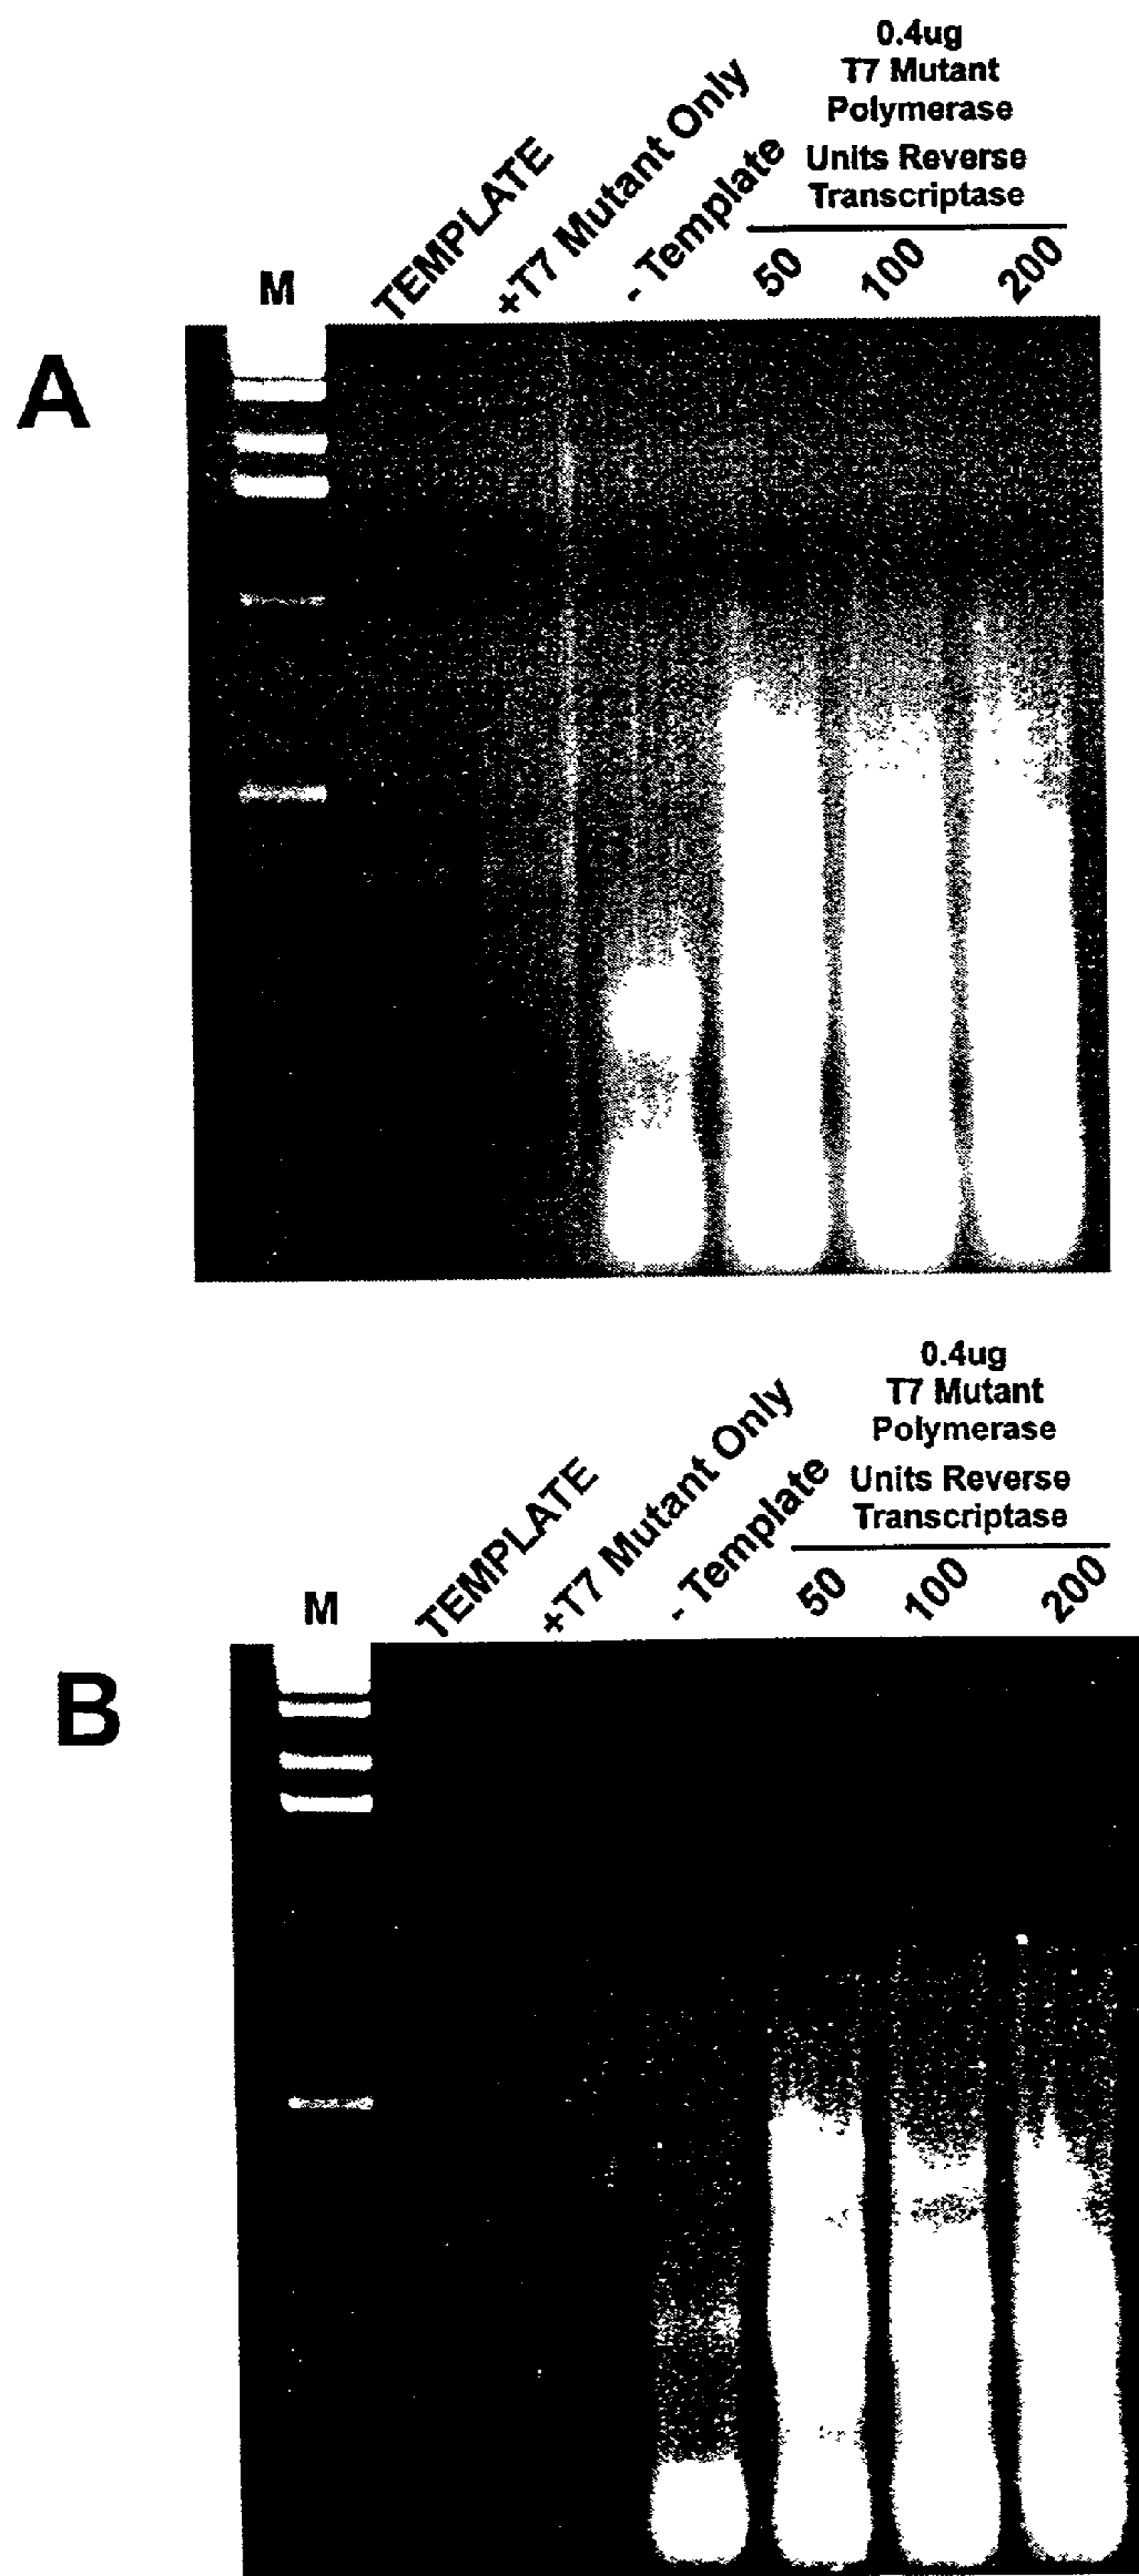 0.4ug
T7 Mutant
Polymerase
Units Reverse
Transcriptase
M
TEMPLATE
+T7 Mutant Only
- Template
50
100
200
A
0.4ug
T7 Mutant
Polymerase
Units Reverse
Transcriptase
M
TEMPLATE
+T7 Mutant Only
- Template
50
100
200
B